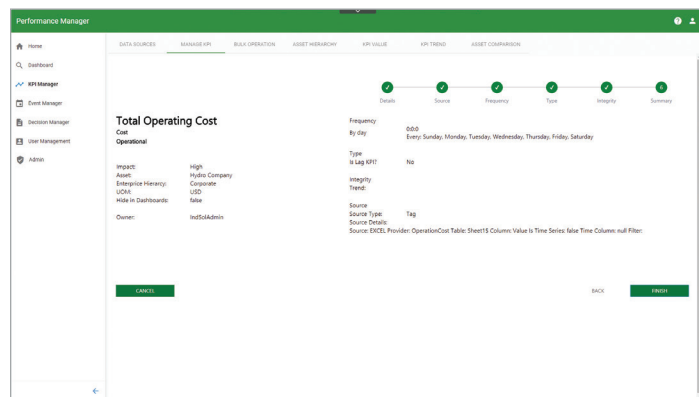 Performance Manager
Home
Dashboard
KPI Manager
Event Manager
Decision Manager
User Management
Admin
DATA SOURCES MANAGE KPI BULK OPERATION ASSET HIERARCHY KPI VALUE KPI TREND ASSET COMPARISON
6
Details Source Frequency Type Integrity Summary
Total Operating Cost
Cost
Operational
Impact: High
Asset: Hydro Company
Enterprise Hierarcy: Corporate
UOM: USD
Hide in Dashboards: false
Owner: IndSolAdmin
Frequency
By day 0:0:0
Every: Sunday, Monday, Tuesday, Wednesday, Thursday, Friday, Saturday
Type
Is Lag KPI? No
Integrity
Trend:
Source
Source Type: Tag
Source Details:
Source: EXCEL Provider: OperationCost Table: Sheet1$ Column: Value Is Time Series: false Time Column: null Filter:
CANCEL BACK FINISH